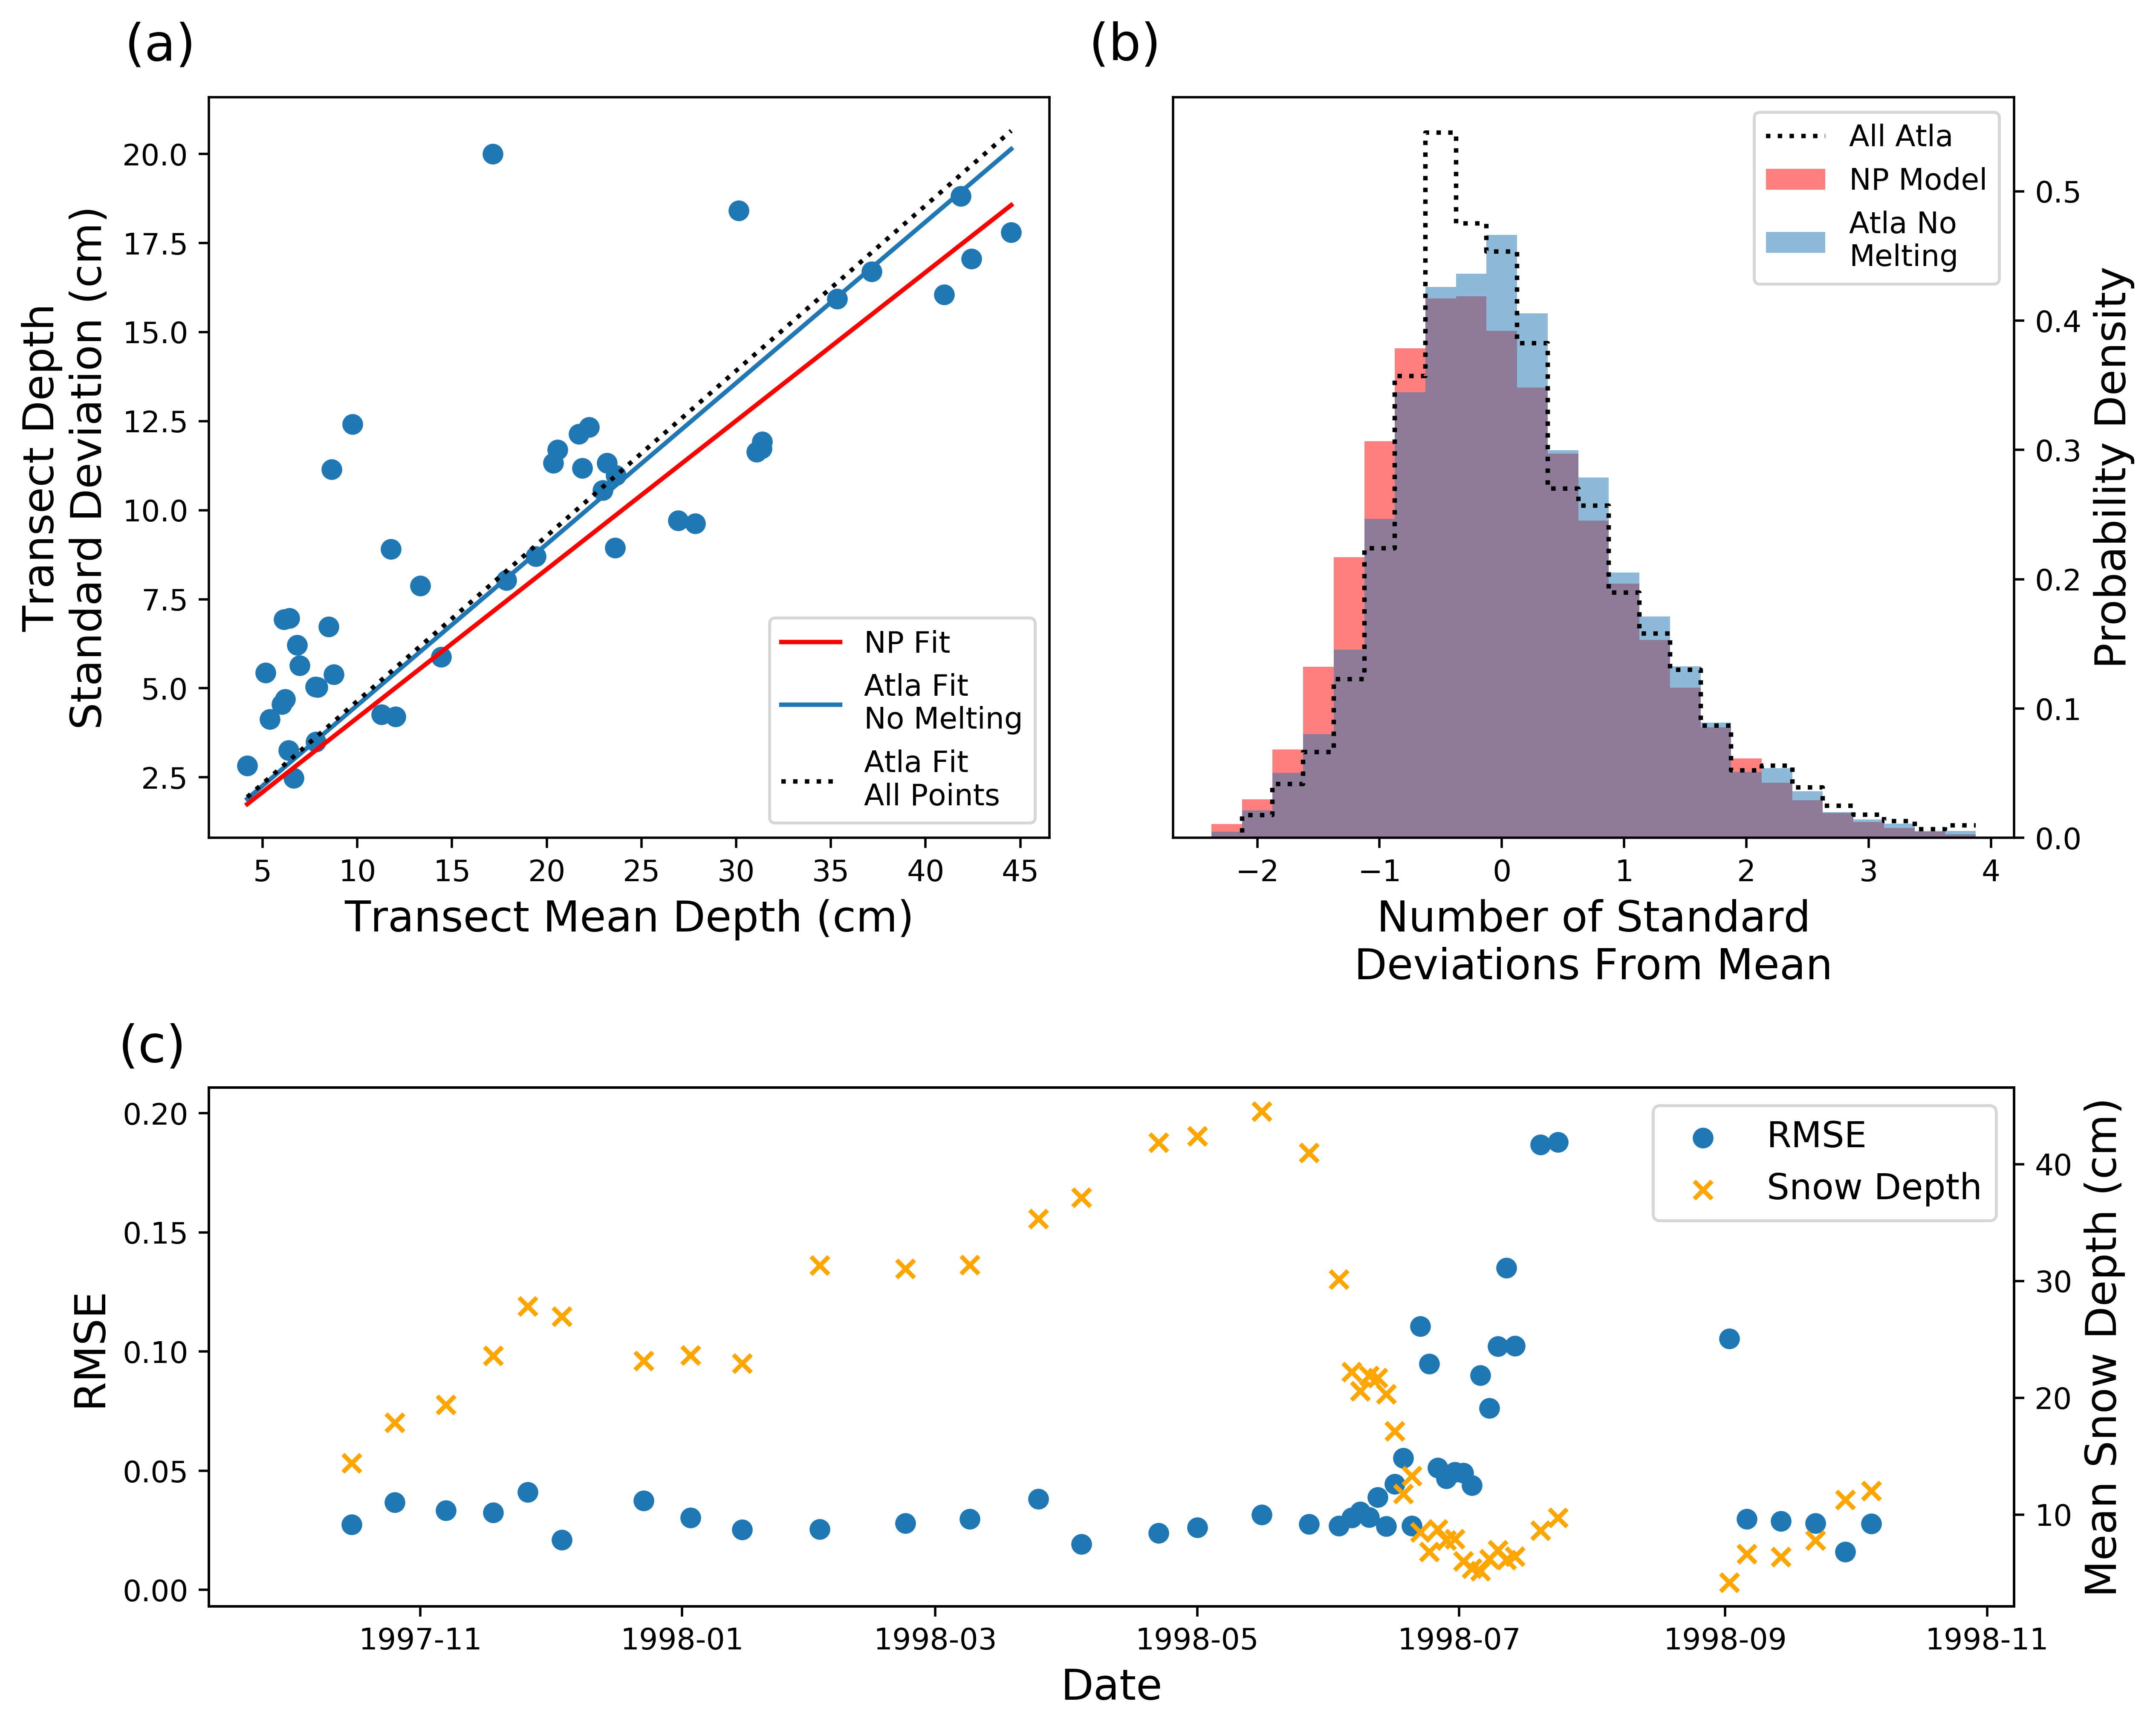 (a)
(b)
20.0
17.5
15.0
12.5
10.0
7.5
5.0
2.5
Transect Depth
Standard Deviation (cm)
NP Fit
Atla Fit
No Melting
Atla Fit
All Points
5 10 15 20 25 30 35 40 45
Transect Mean Depth (cm)
All Atla
NP Model
Atla No
Melting
0.5
0.4
0.3
0.2
0.1
0.0
Probability Density
−2 −1 0 1 2 3 4
Number of Standard
Deviations From Mean
(c)
0.20
0.15
0.10
0.05
0.00
RMSE
RMSE
Snow Depth
40
30
20
10
Mean Snow Depth (cm)
1997-11 1998-01 1998-03 1998-05 1998-07 1998-09 1998-11
Date